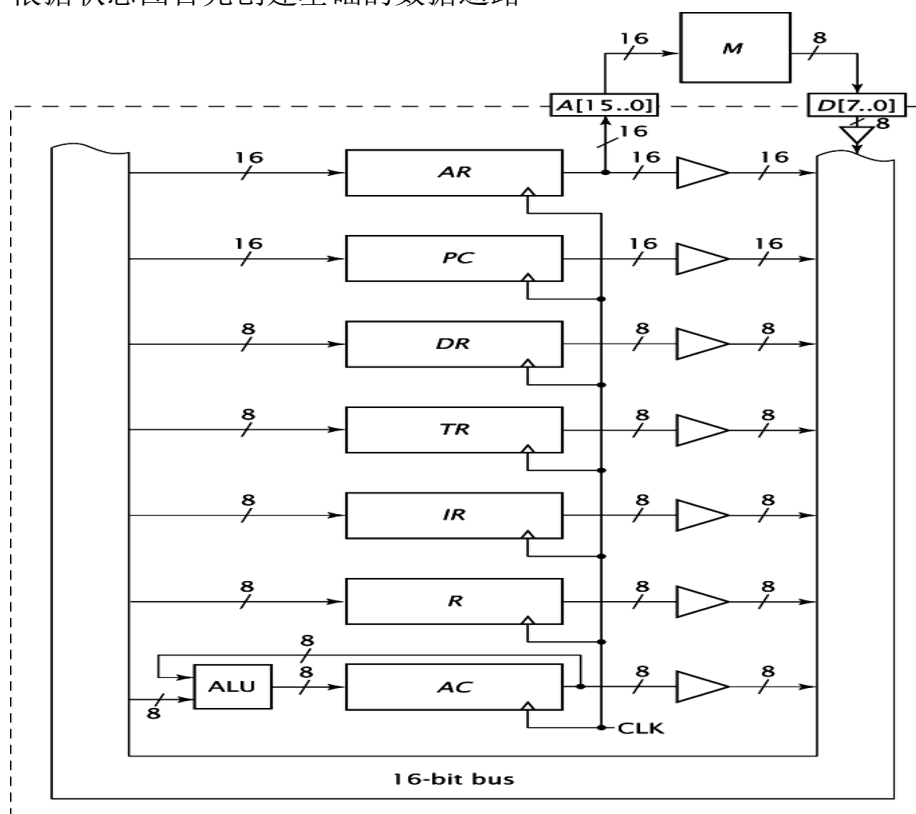 根据状态图首先创建基础的数据通路
16 M 8
A[15..0] D[7..0]
16 8
16 AR 16 16
16 PC 16 16
8 DR 8 8
8 TR 8 8
8 IR 8 8
8 R 8 8
8
ALU 8 AC 8 8
8
CLK
16-bit bus